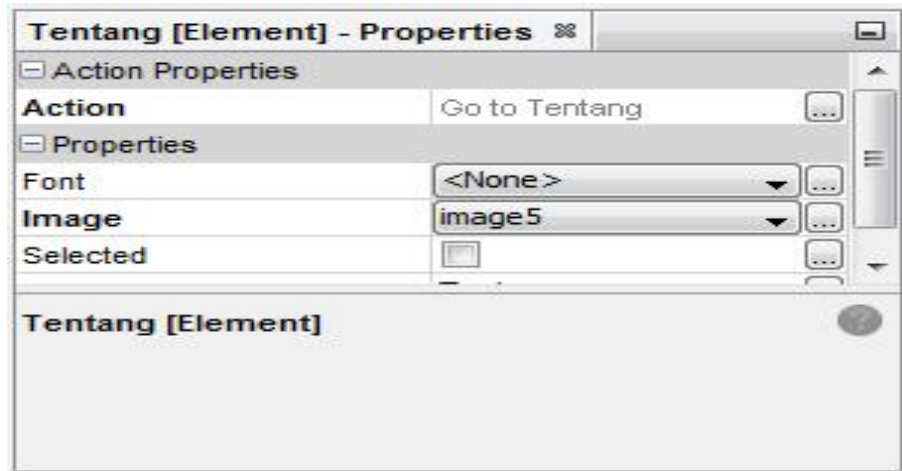 Tentang [Element] - Properties
Action Properties
Action Go to Tentang ...
Properties
Font <None> ...
Image image5 ...
Selected ...
Tentang [Element] ?